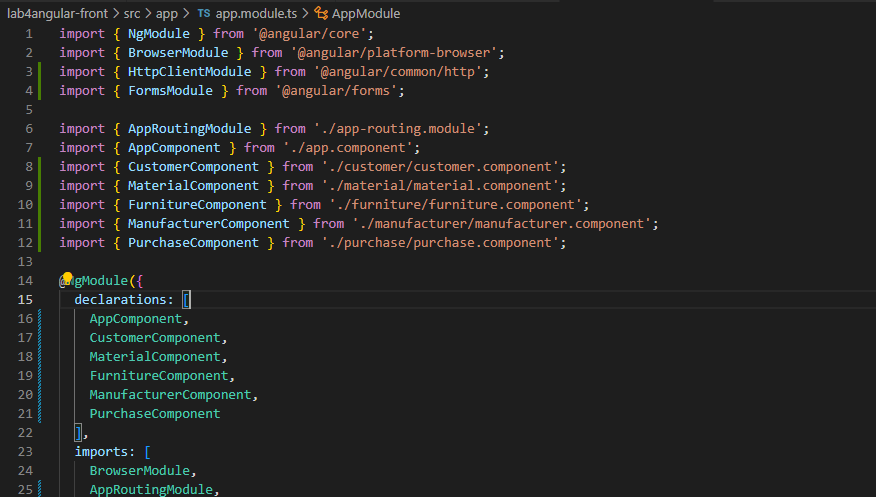 lab4angular-front > src > app > TS app.module.ts > AppModule
1 import { NgModule } from '@angular/core';
2 import { BrowserModule } from '@angular/platform-browser';
3 import { HttpClientModule } from '@angular/common/http';
4 import { FormsModule } from '@angular/forms';
5
6 import { AppRoutingModule } from './app-routing.module';
7 import { AppComponent } from './app.component';
8 import { CustomerComponent } from './customer/customer.component';
9 import { MaterialComponent } from './material/material.component';
10 import { FurnitureComponent } from './furniture/furniture.component';
11 import { ManufacturerComponent } from './manufacturer/manufacturer.component';
12 import { PurchaseComponent } from './purchase/purchase.component';
13
14 @NgModule({
15 declarations: [
16 AppComponent,
17 CustomerComponent,
18 MaterialComponent,
19 FurnitureComponent,
20 ManufacturerComponent,
21 PurchaseComponent
22 ],
23 imports: [
24 BrowserModule,
25 AppRoutingModule,